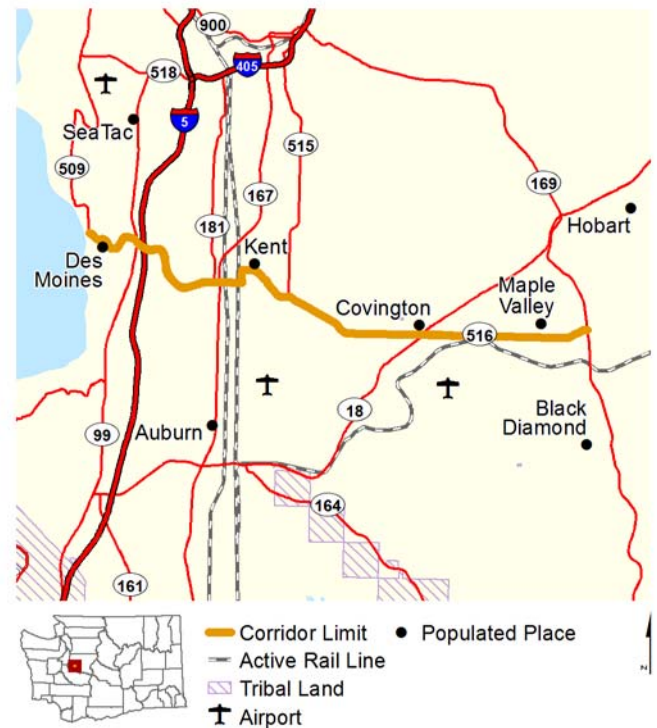 900
518
405
SeaTac
5
515
509
167
169
181
Hobart
Des
Moines
Kent
Maple
Valley
Covington
516
Black
Diamond
18
99
Auburn
164
161
Corridor Limit
Populated Place
Active Rail Line
Tribal Land
Airport
N